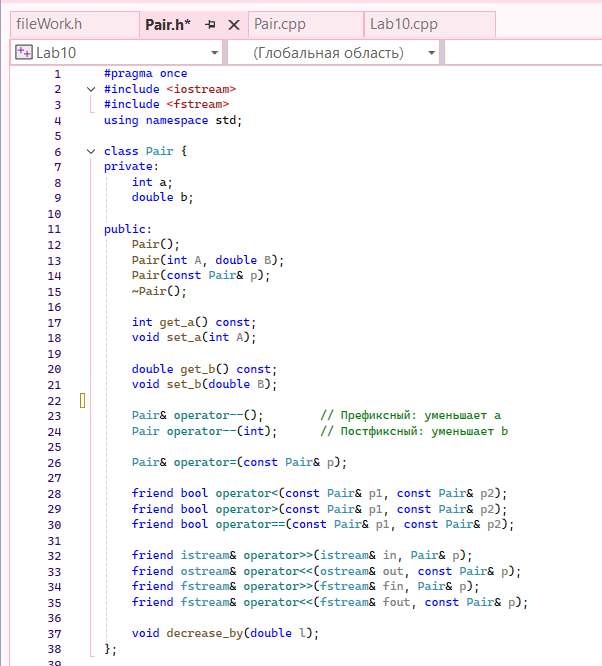 fileWork.h Pair.h* Pair.cpp Lab10.cpp
Lab10 (Глобальная область)
1 #pragma once
2 #include <iostream>
3 #include <fstream>
4 using namespace std;
5
6 class Pair {
7 private:
8 int a;
9 double b;
10
11 public:
12 Pair();
13 Pair(int A, double B);
14 Pair(const Pair& p);
15 ~Pair();
16
17 int get_a() const;
18 void set_a(int A);
19
20 double get_b() const;
21 void set_b(double B);
22
23 Pair& operator--(); // Префиксный: уменьшает a
24 Pair operator--(int); // Постфиксный: уменьшает b
25
26 Pair& operator=(const Pair& p);
27
28 friend bool operator<(const Pair& p1, const Pair& p2);
29 friend bool operator>(const Pair& p1, const Pair& p2);
30 friend bool operator==(const Pair& p1, const Pair& p2);
31
32 friend istream& operator>>(istream& in, Pair& p);
33 friend ostream& operator<<(ostream& out, const Pair& p);
34 friend fstream& operator>>(fstream& fin, Pair& p);
35 friend fstream& operator<<(fstream& fout, const Pair& p);
36
37 void decrease_by(double l);
38 };
39